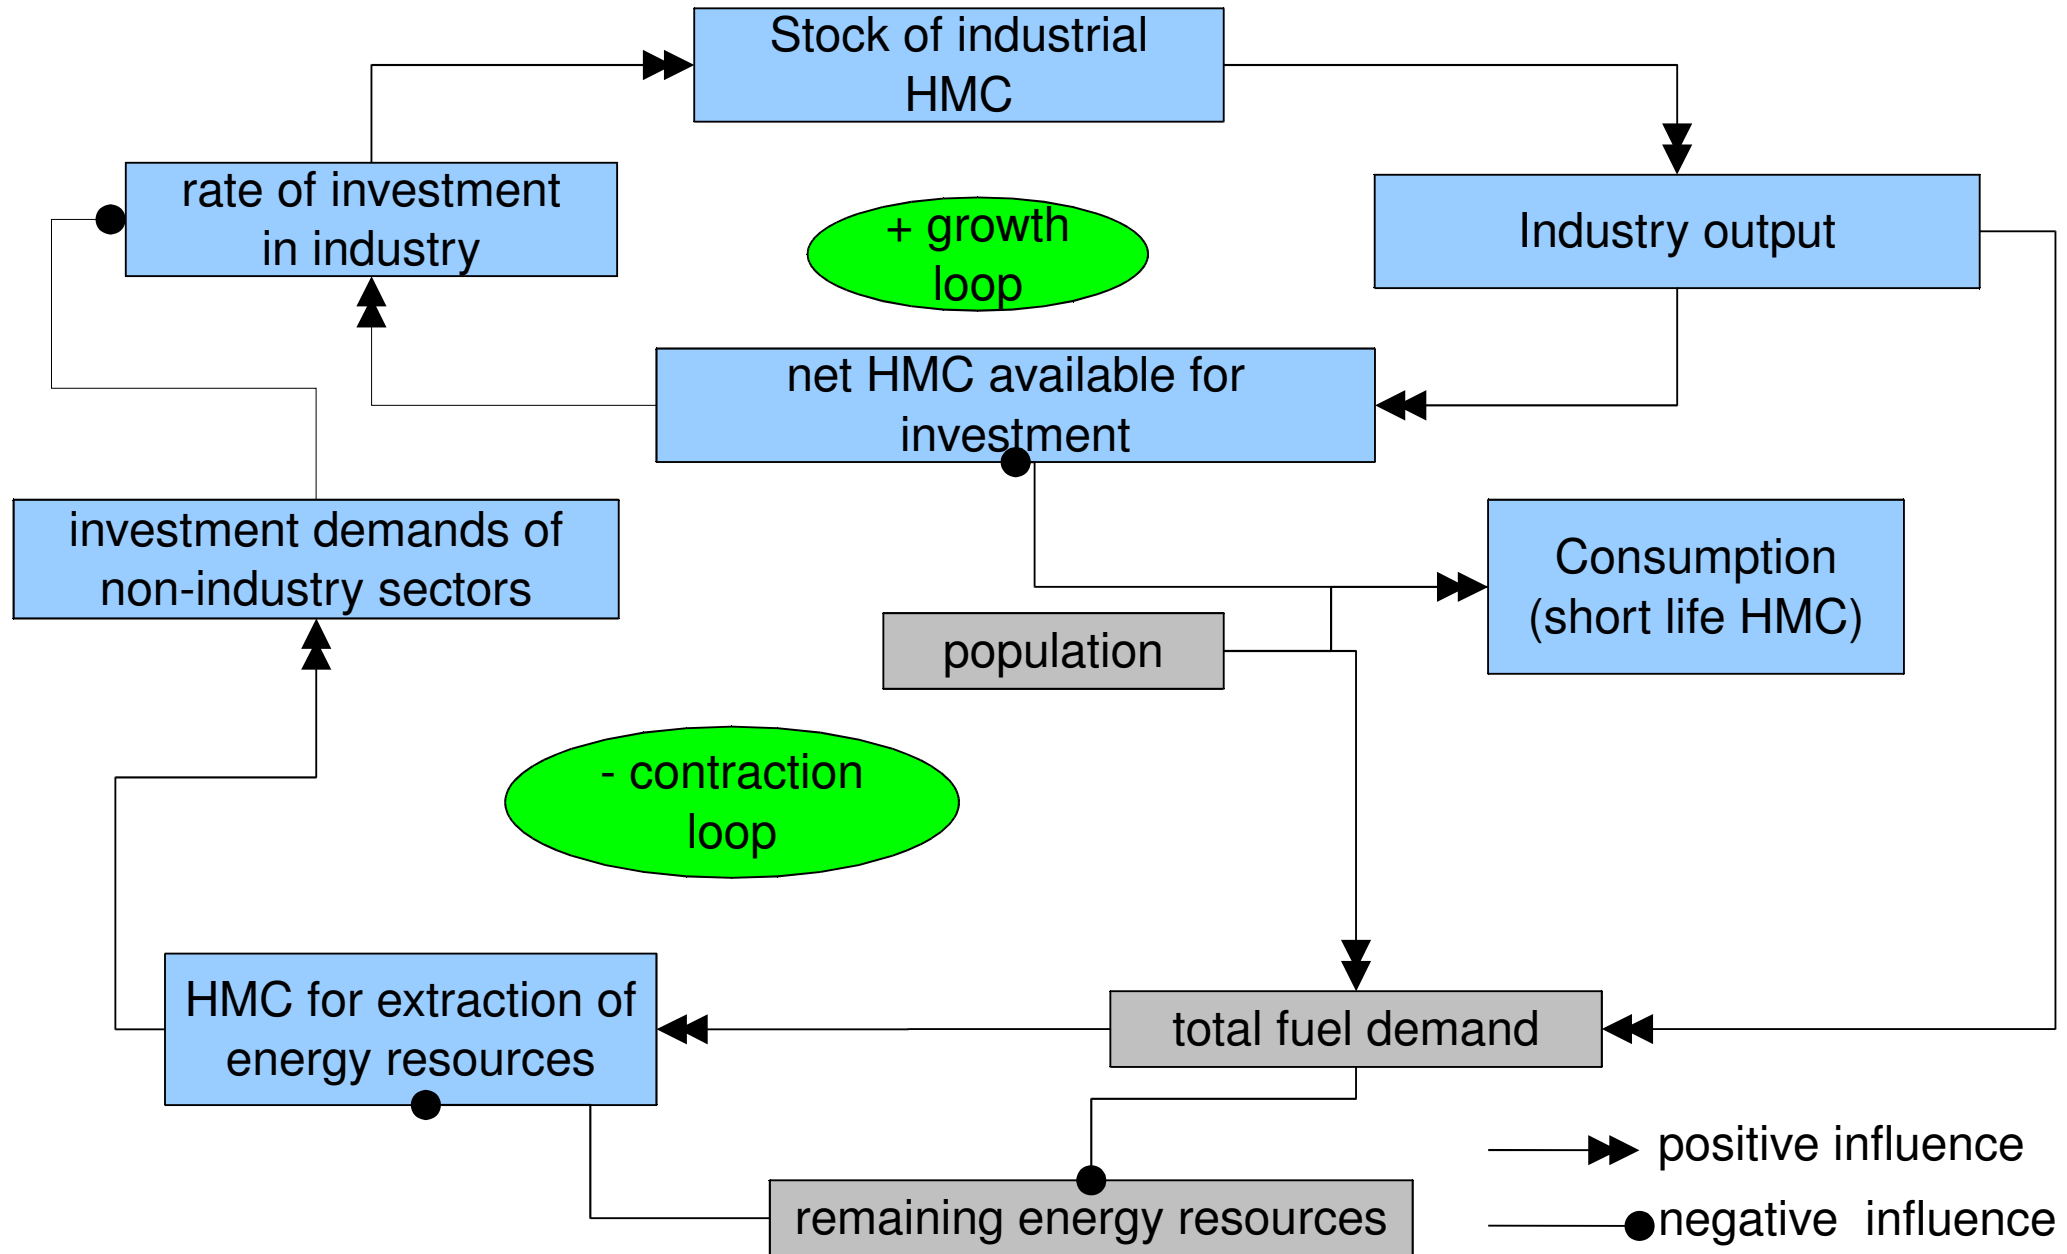 Stock of industrial
HMC
rate of investment
in industry
+ growth
loop
Industry output
net HMC available for
investment
investment demands of
non-industry sectors
Consumption
(short life HMC)
population
- contraction
loop
HMC for extraction of
energy resources
total fuel demand
remaining energy resources
positive influence
negative influence